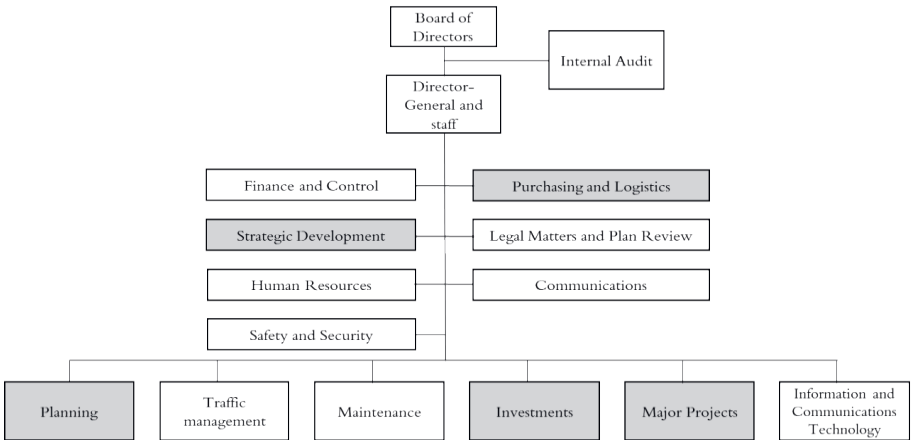 Board of
Directors
Internal Audit
Director-
General and
staff
Finance and Control
Purchasing and Logistics
Strategic Development
Legal Matters and Plan Review
Human Resources
Communications
Safety and Security
Planning
Traffic
management
Maintenance
Investments
Major Projects
Information and
Communications
Technology